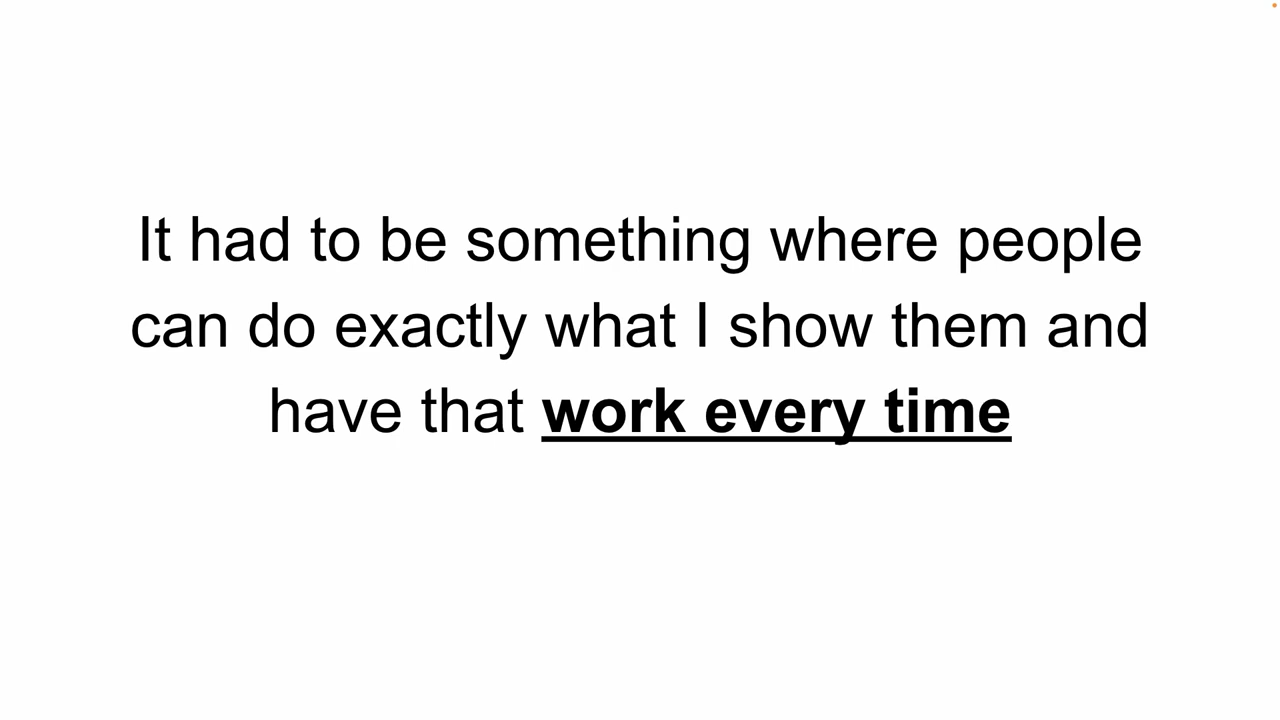 It had to be something where people
can do exactly what I show them and
have that work every time